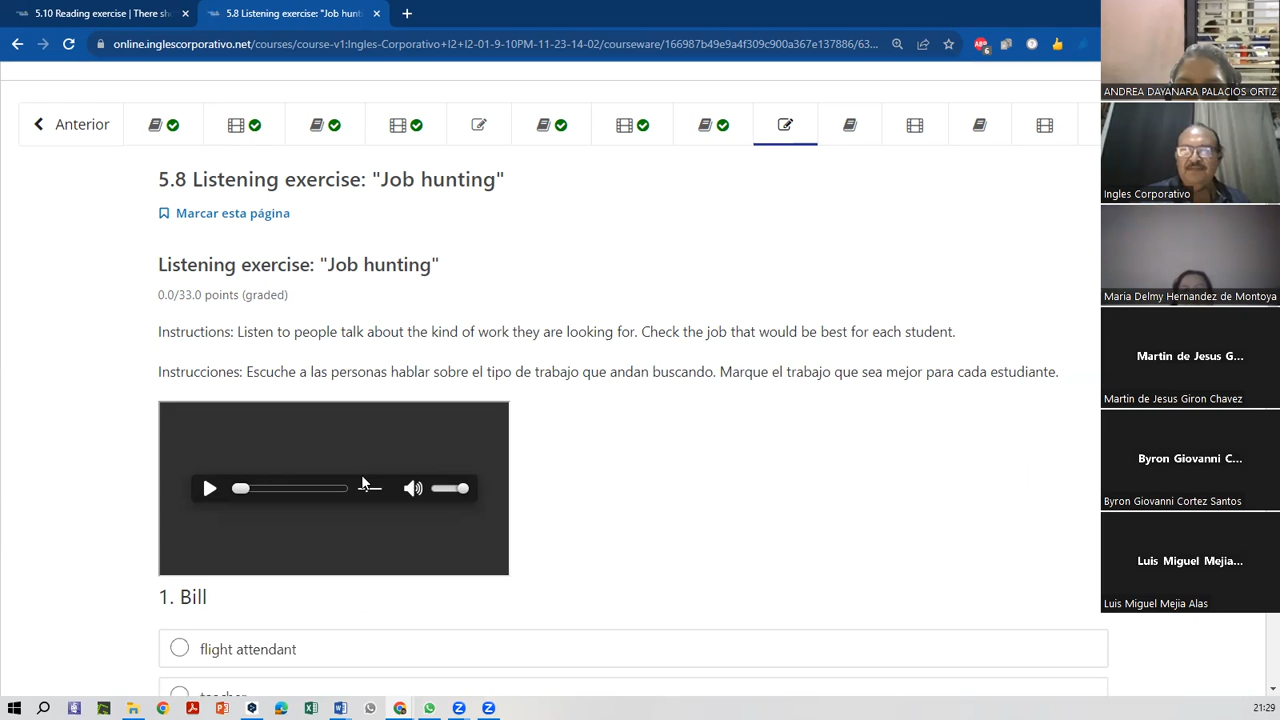 5.10 Reading exercise | There sh
5.8 Listening exercise: "Job hunt
online.inglescorporativo.net/courses/course-v1:Ingles-Corporativo+I2+I2-01-9-10PM-11-23-14-02/courseware/166987b49e9a4f309c900a367e137886/63...
Anterior
5.8 Listening exercise: "Job hunting"
Marcar esta página
Listening exercise: "Job hunting"
0.0/33.0 points (graded)
Instructions: Listen to people talk about the kind of work they are looking for. Check the job that would be best for each student.
Instrucciones: Escuche a las personas hablar sobre el tipo de trabajo que andan buscando. Marque el trabajo que sea mejor para cada estudiante.
1. Bill
flight attendant
teacher
ANDREA DAYANARA PALACIOS ORTIZ
Ingles Corporativo
Maria Delmy Hernandez de Montoya
Martin de Jesus G...
Martin de Jesus Giron Chavez
Byron Giovanni C...
Byron Giovanni Cortez Santos
Luis Miguel Mejia...
Luis Miguel Mejia Alas
21:29